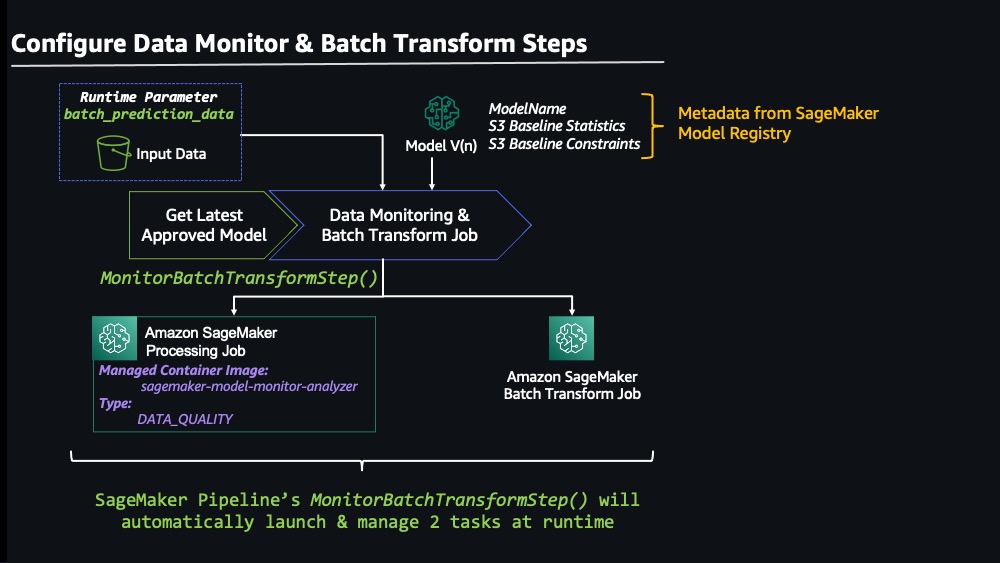 Configure Data Monitor & Batch Transform Steps
Runtime Parameter
batch_prediction_data
Input Data
Model V(n)
ModelName
S3 Baseline Statistics
S3 Baseline Constraints
Metadata from SageMaker
Model Registry
Get Latest
Approved Model
Data Monitoring &
Batch Transform Job
MonitorBatchTransformStep()
Amazon SageMaker
Processing Job
Managed Container Image:
sagemaker-model-monitor-analyzer
Type:
DATA_QUALITY
Amazon SageMaker
Batch Transform Job
SageMaker Pipeline’s MonitorBatchTransformStep() will
automatically launch & manage 2 tasks at runtime